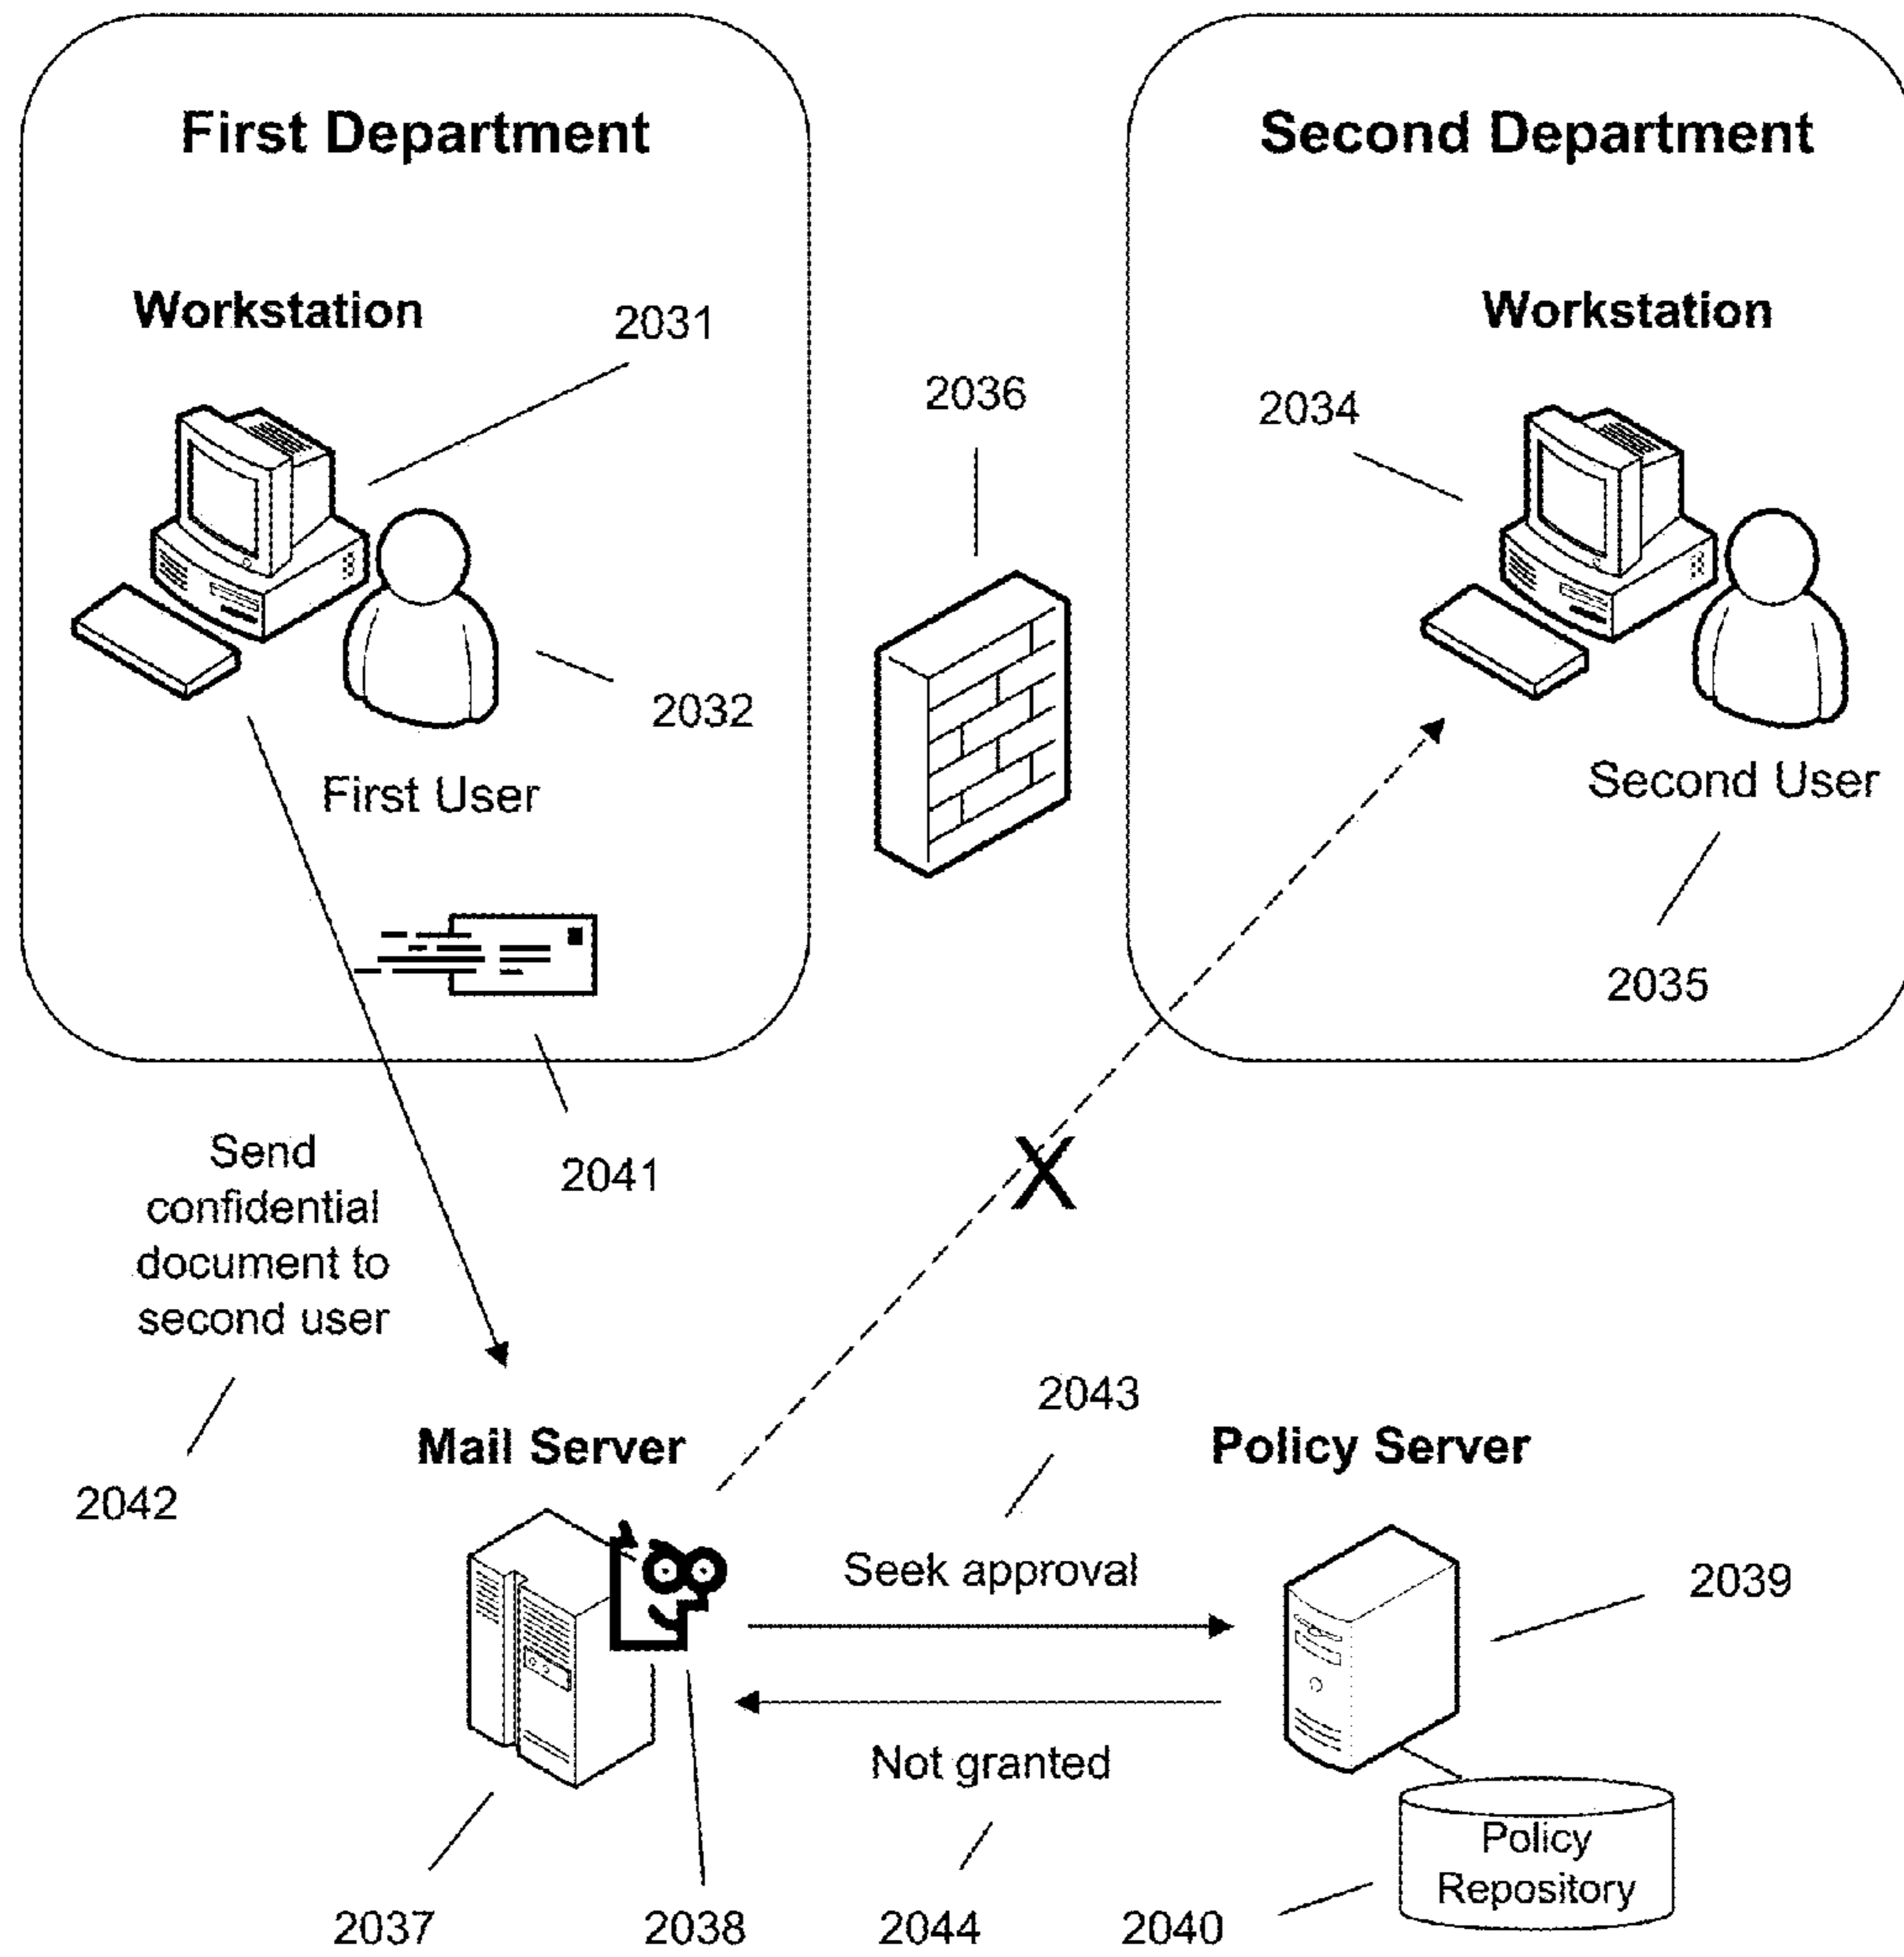 First Department
Second Department
Workstation
2031
Workstation
2036
2034
2032
First User
Second User
2035
Send
confidential
document to
second user
2041
2043
Mail Server
Policy Server
2042
Seek approval
2039
Not granted
Policy
Repository
2037
2038
2044
2040
X